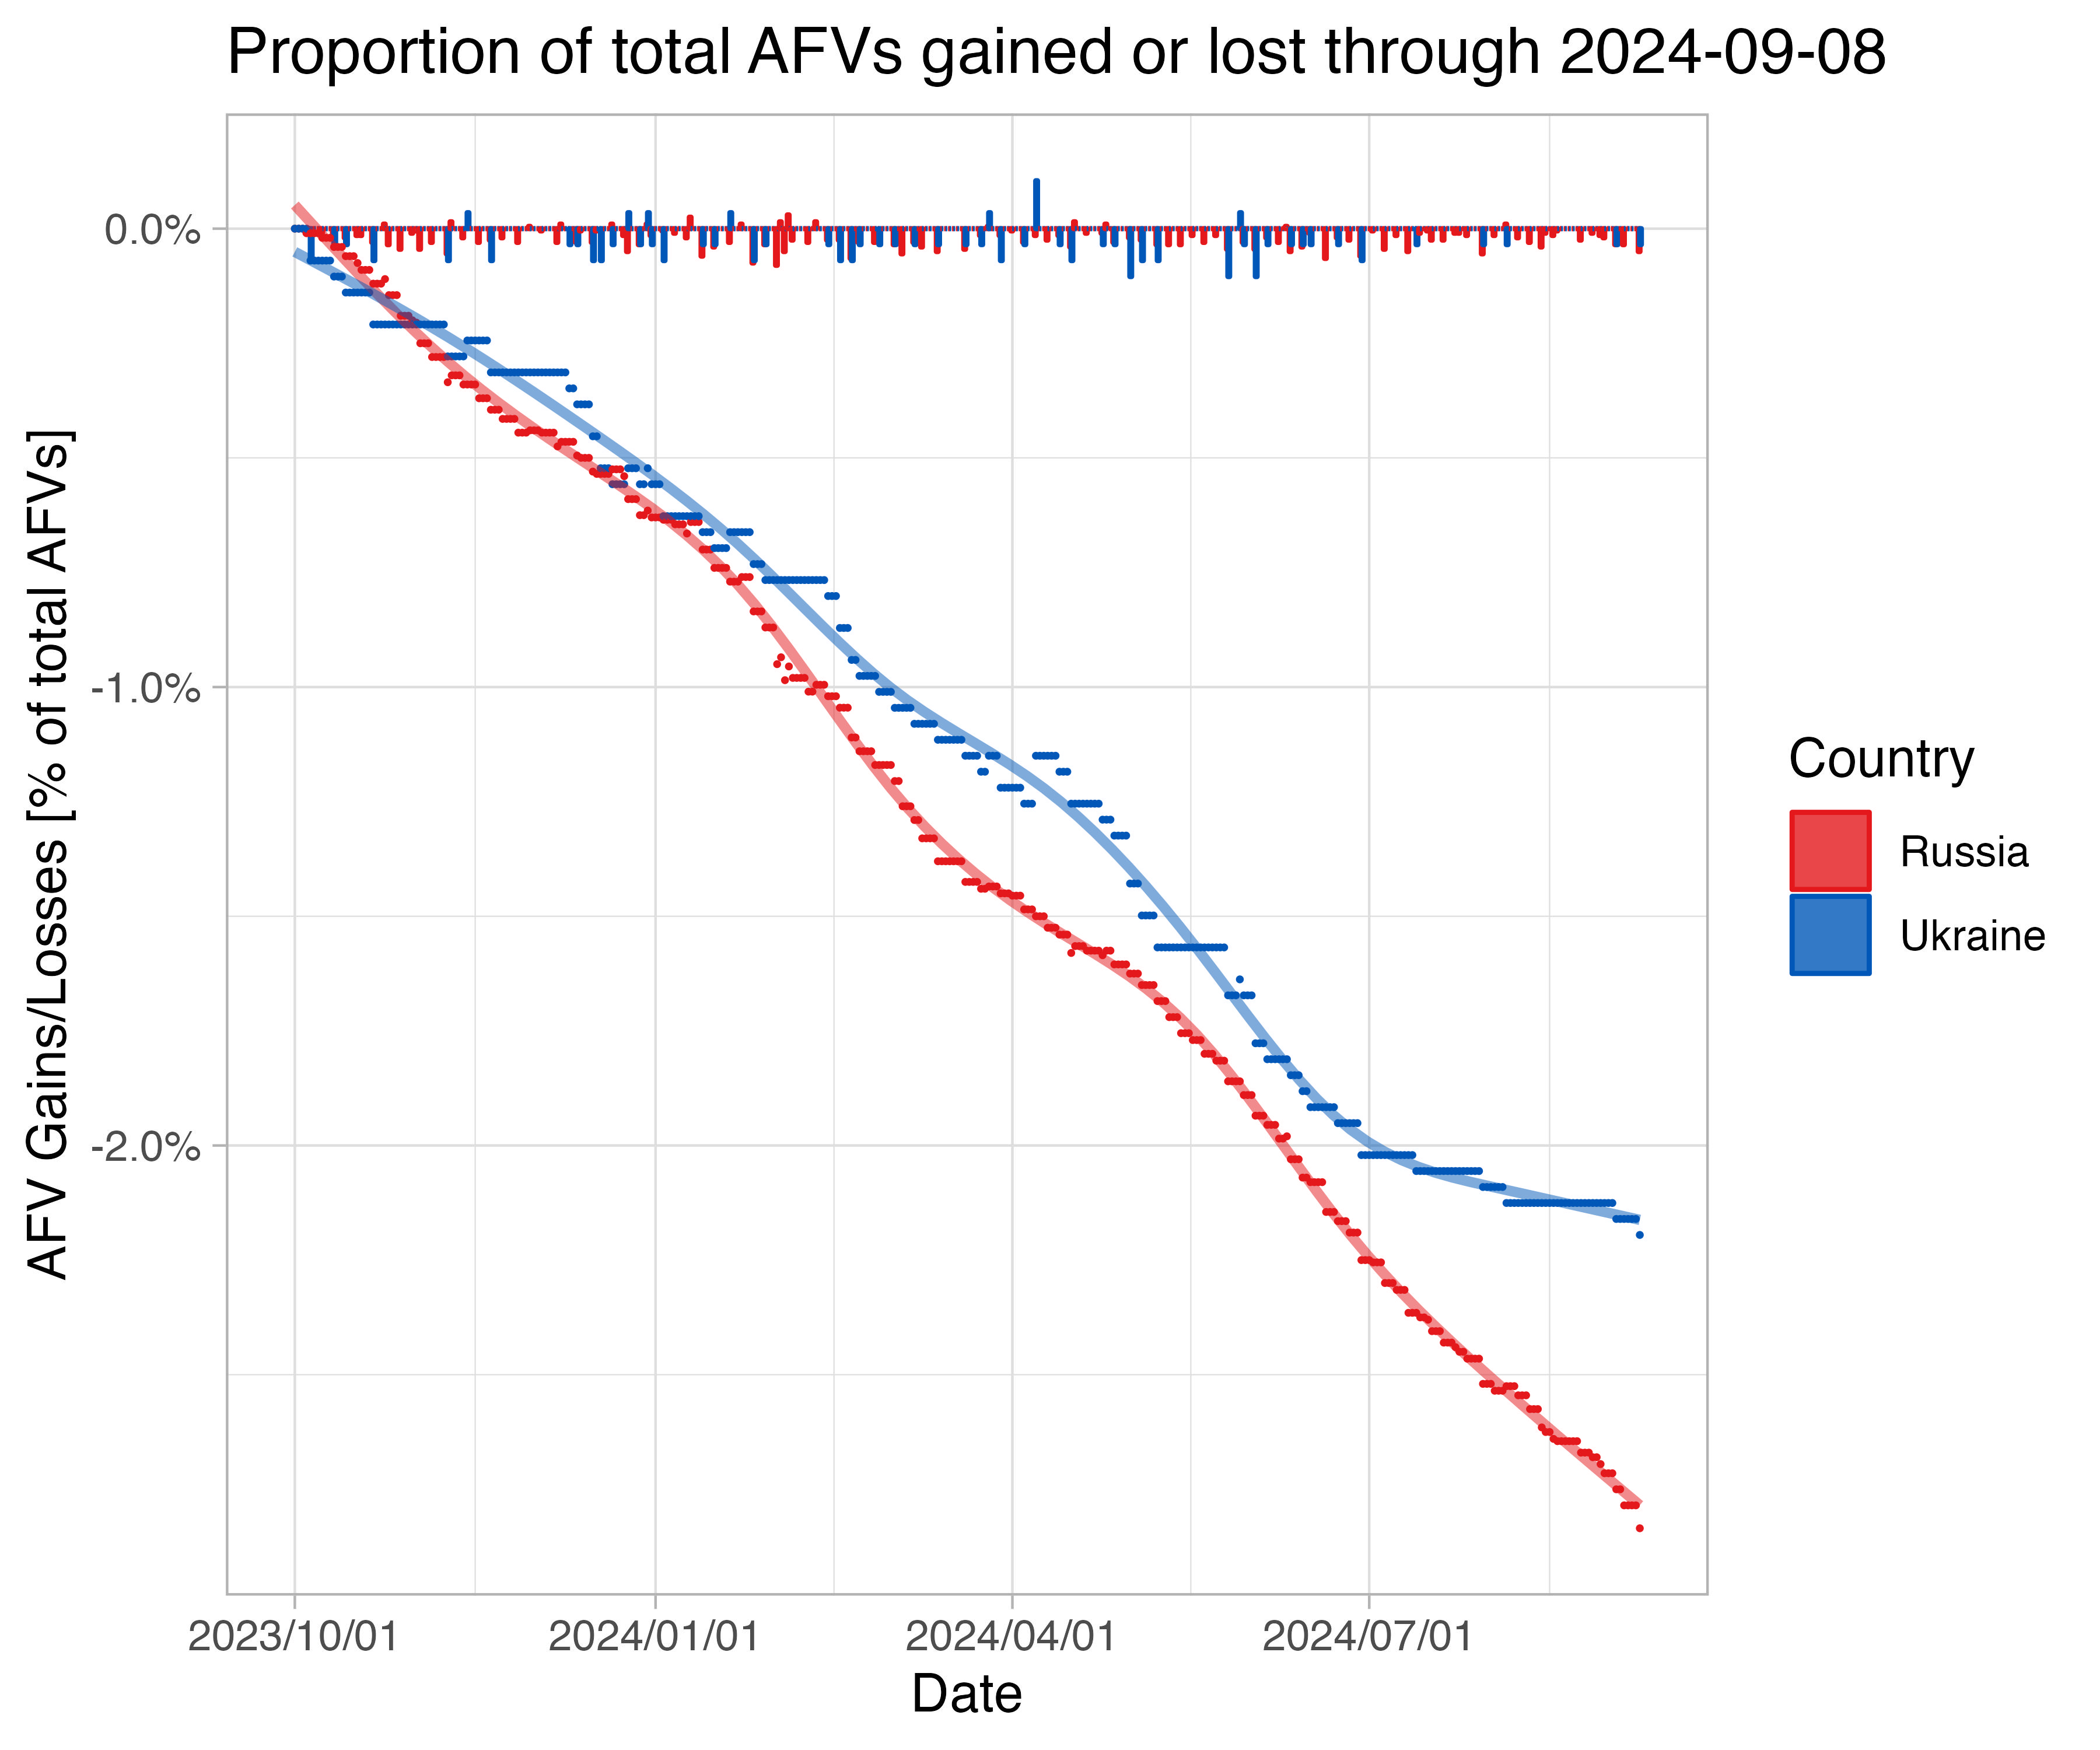 Proportion of total AFVs gained or lost through 2024-09-08
AFV Gains/Losses [% of total AFVs]
0.0%
-1.0%
-2.0%
2023/10/01
2024/01/01
2024/04/01
2024/07/01
Date
Country
Russia
Ukraine